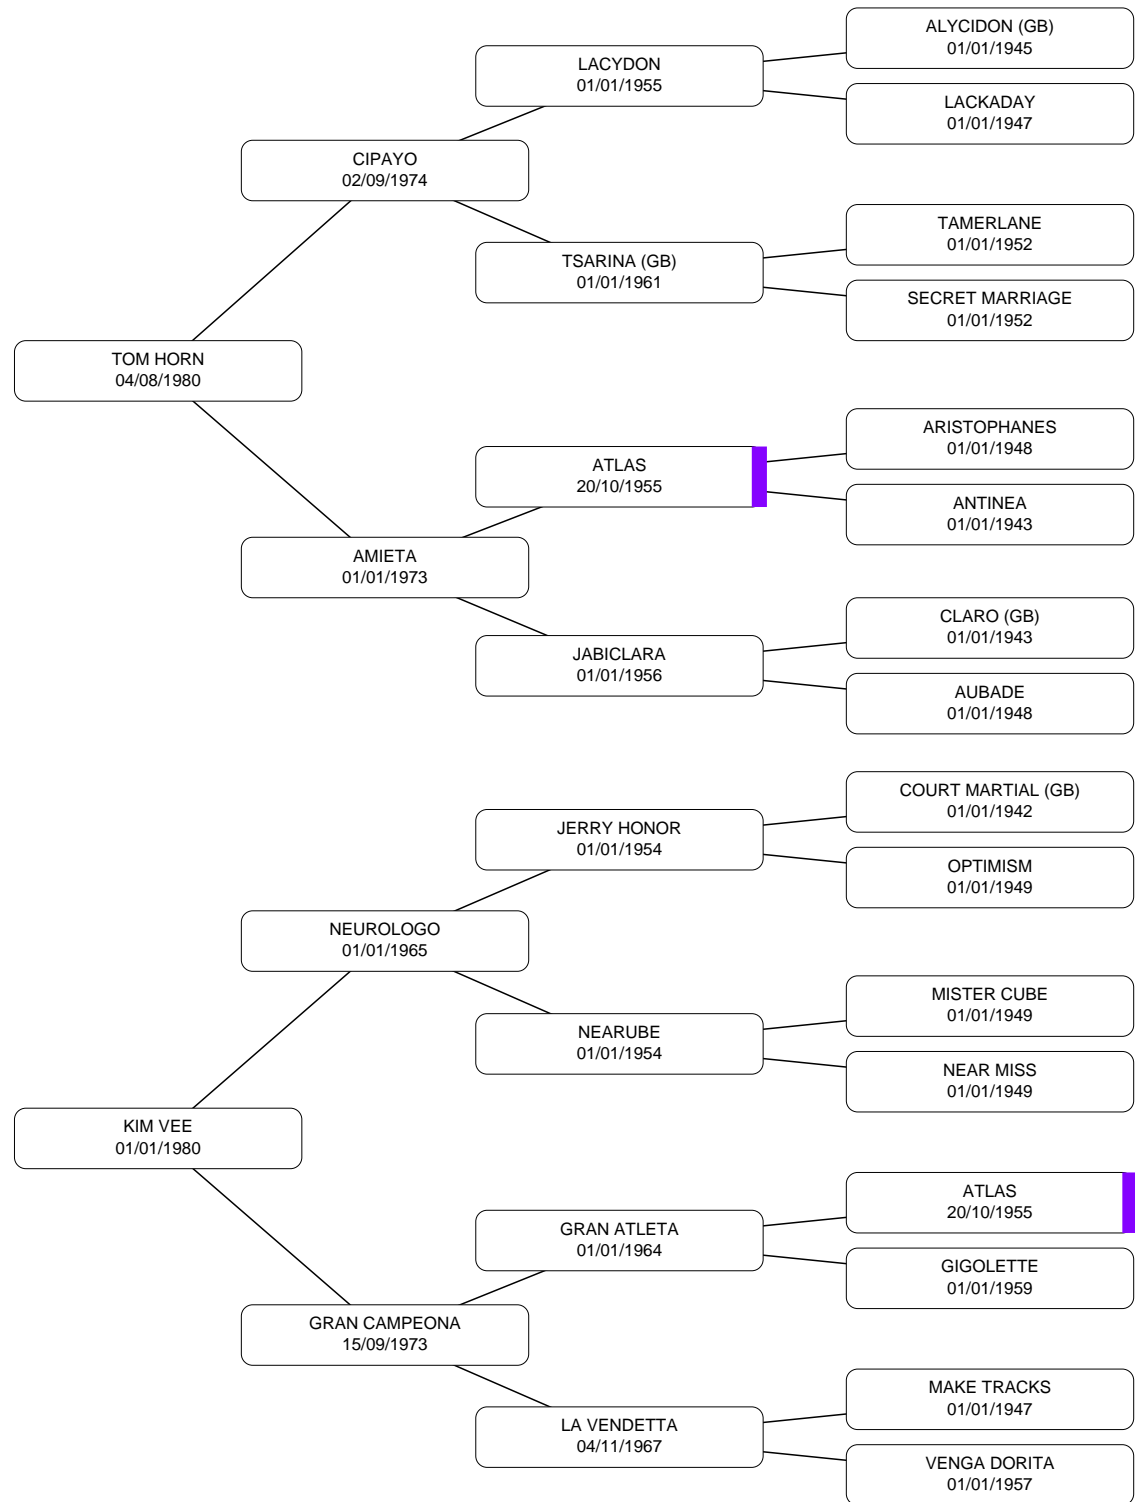 ALYCIDON (GB)
01/01/1945
LACYDON
01/01/1955
LACKADAY
01/01/1947
CIPAYO
02/09/1974
TAMERLANE
01/01/1952
TSARINA (GB)
01/01/1961
SECRET MARRIAGE
01/01/1952
TOM HORN
04/08/1980
ARISTOPHANES
01/01/1948
ATLAS
20/10/1955
ANTINEA
01/01/1943
AMIETA
01/01/1973
CLARO (GB)
01/01/1943
JABICLARA
01/01/1956
AUBADE
01/01/1948
COURT MARTIAL (GB)
01/01/1942
JERRY HONOR
01/01/1954
OPTIMISM
01/01/1949
NEUROLOGO
01/01/1965
MISTER CUBE
01/01/1949
NEARUBE
01/01/1954
NEAR MISS
01/01/1949
KIM VEE
01/01/1980
ATLAS
20/10/1955
GRAN ATLETA
01/01/1964
GIGOLETTE
01/01/1959
GRAN CAMPEONA
15/09/1973
MAKE TRACKS
01/01/1947
LA VENDETTA
04/11/1967
VENGA DORITA
01/01/1957